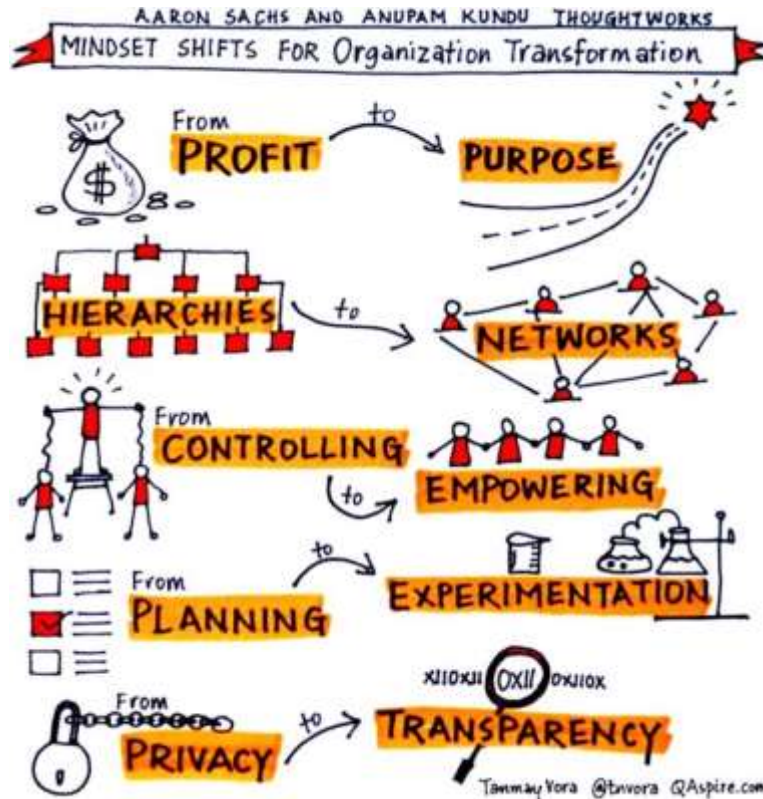 AARON SACHS AND ANUPAM KUNDU THOUGHTWORKS
MINDSET SHIFTS FOR Organization Transformation
From to
PROFIT PURPOSE
$
HIERARCHIES to NETWORKS
From
CONTROLLING
to EMPOWERING
From to
PLANNING EXPERIMENTATION
XIIOXII OXII OXIIOX
From to
PRIVACY TRANSPARENCY
Tanmay Vora @tnvora QAspire.com